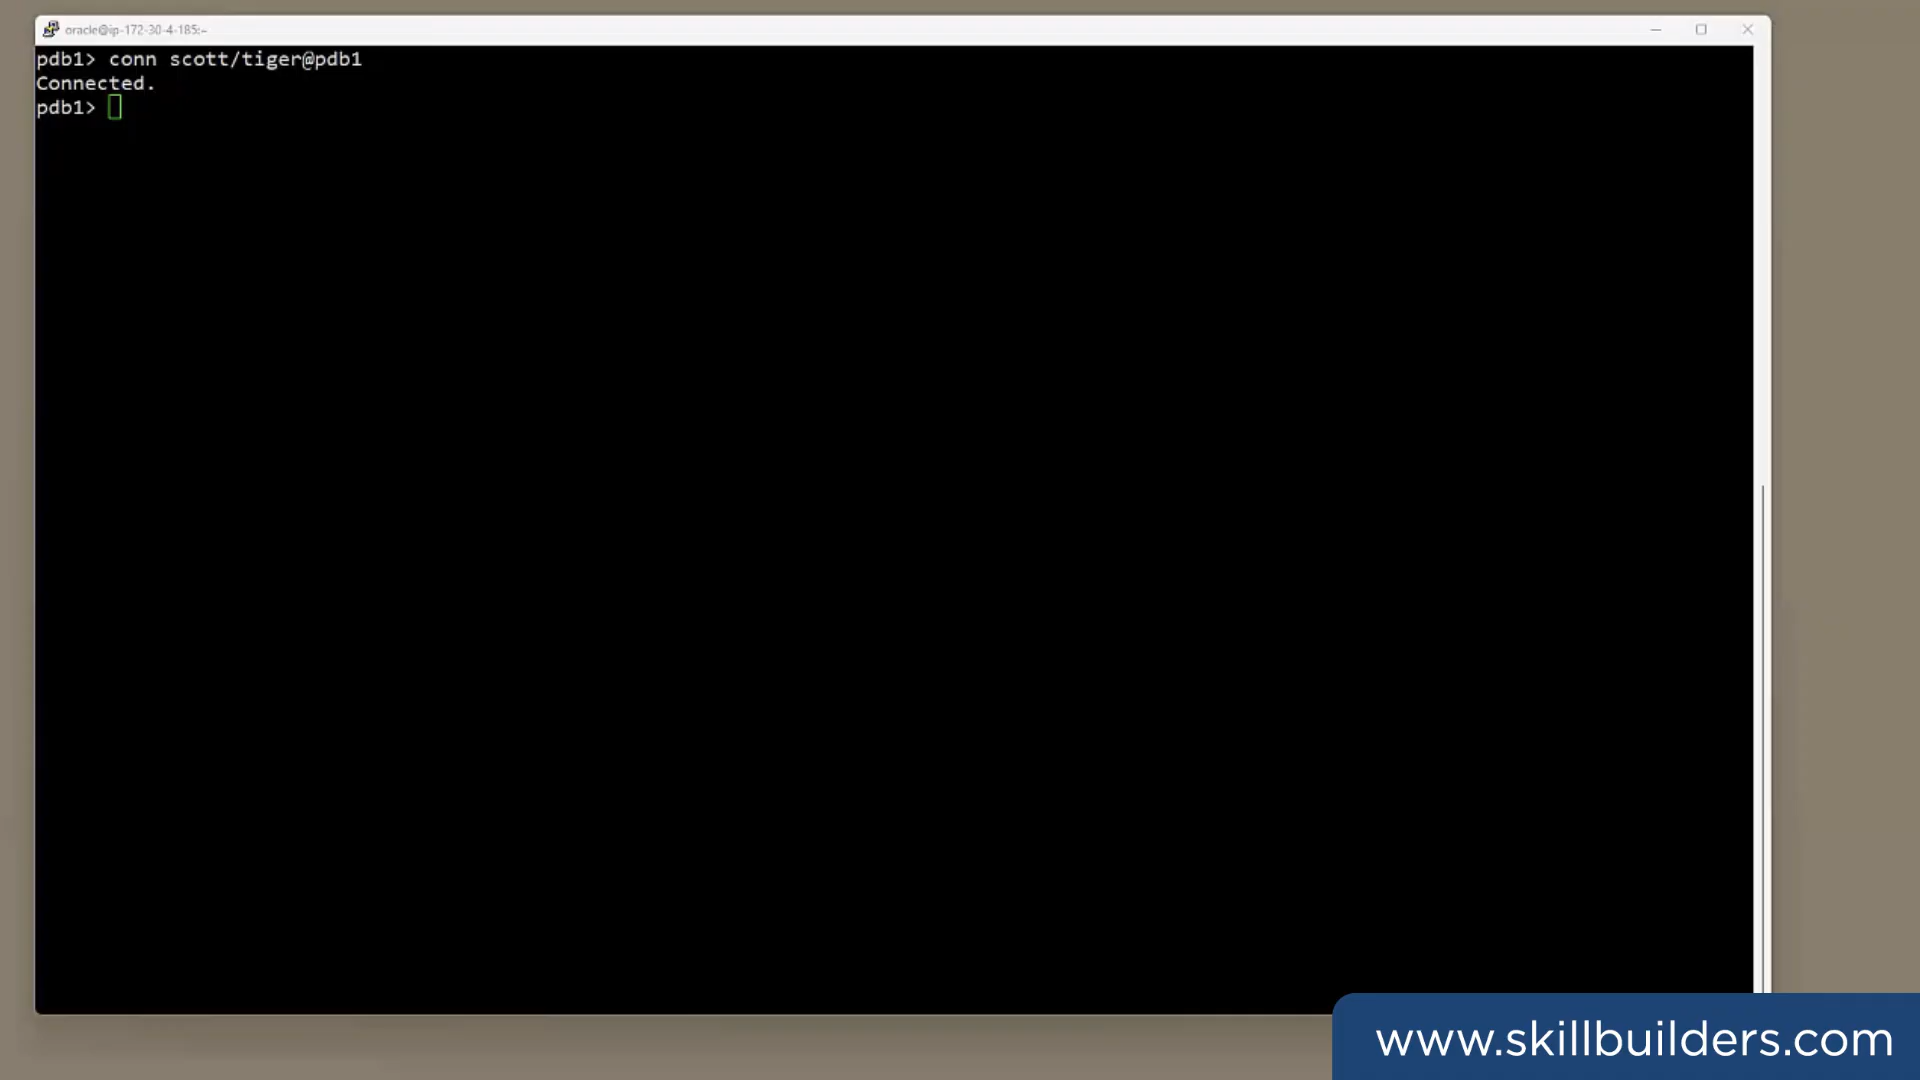 oracle@ip-172-30-4-185:~
pdb1> conn scott/tiger@pdb1
Connected.
pdb1>
www.skillbuilders.com